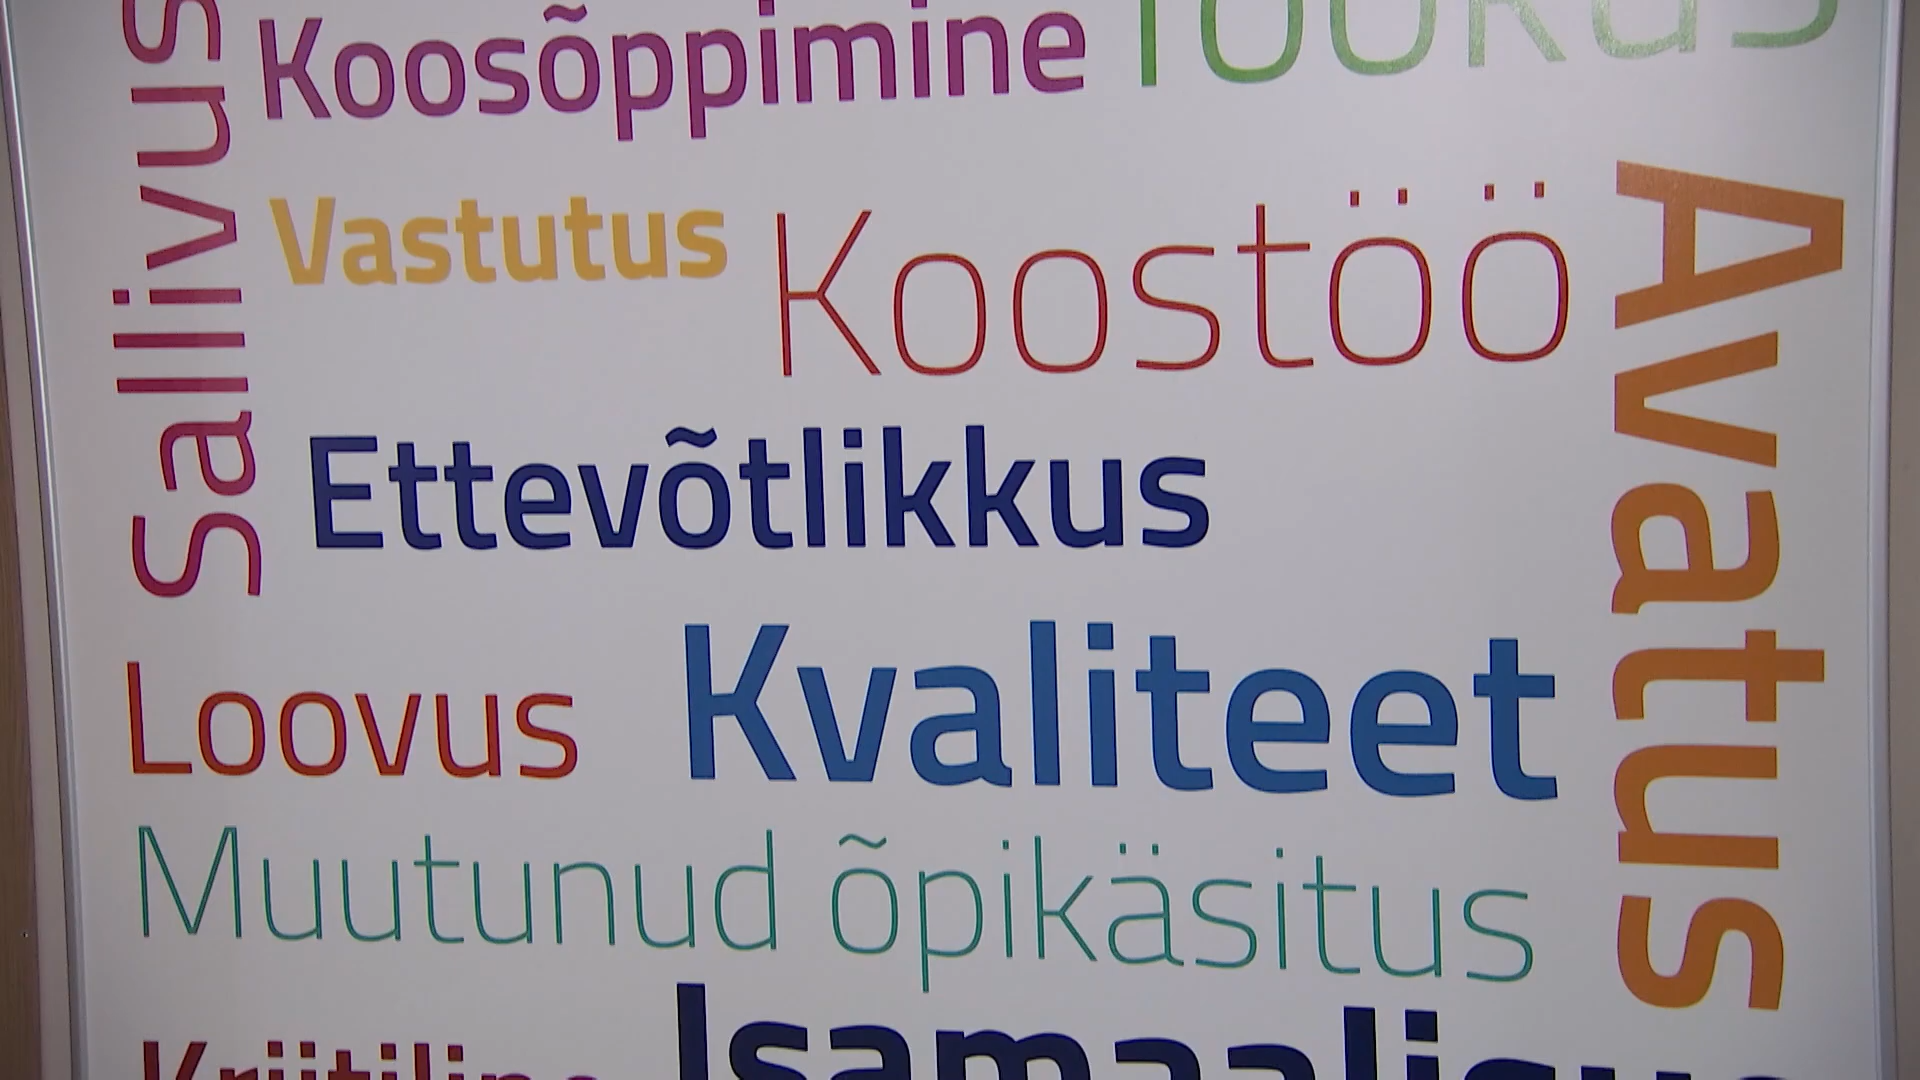 Sallivus
Koosõppimine
Vastutus
Koostöö
Avatus
Ettevõtlikkus
Loovus
Kvaliteet
Muutunud õpikäsitus